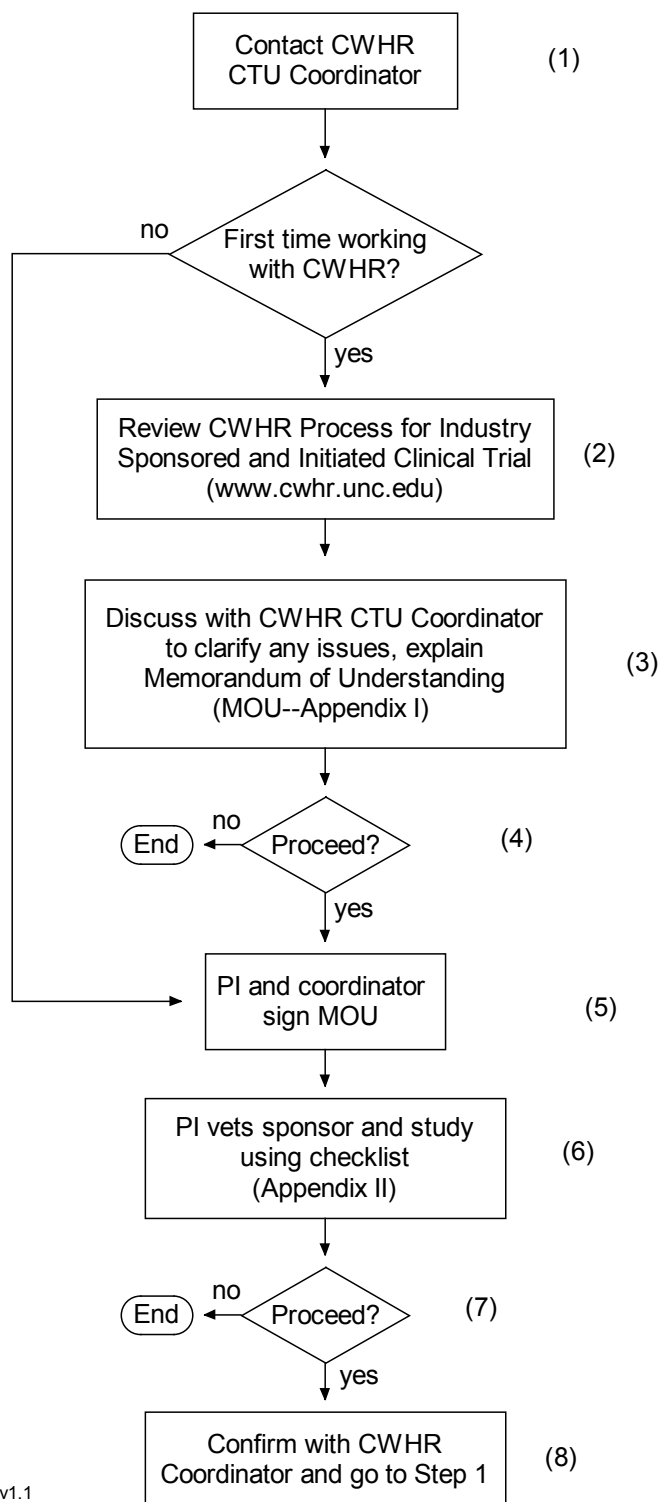 Contact CWHR
CTU Coordinator
(1)
First time working
with CWHR?
no
yes
Review CWHR Process for Industry
Sponsored and Initiated Clinical Trial
(www.cwhr.unc.edu)
(2)
Discuss with CWHR CTU Coordinator
to clarify any issues, explain
Memorandum of Understanding
(MOU--Appendix I)
(3)
Proceed?
no
End
(4)
yes
PI and coordinator
sign MOU
(5)
PI vets sponsor and study
using checklist
(Appendix II)
(6)
Proceed?
no
End
(7)
yes
Confirm with CWHR
Coordinator and go to Step 1
(8)
v1.1